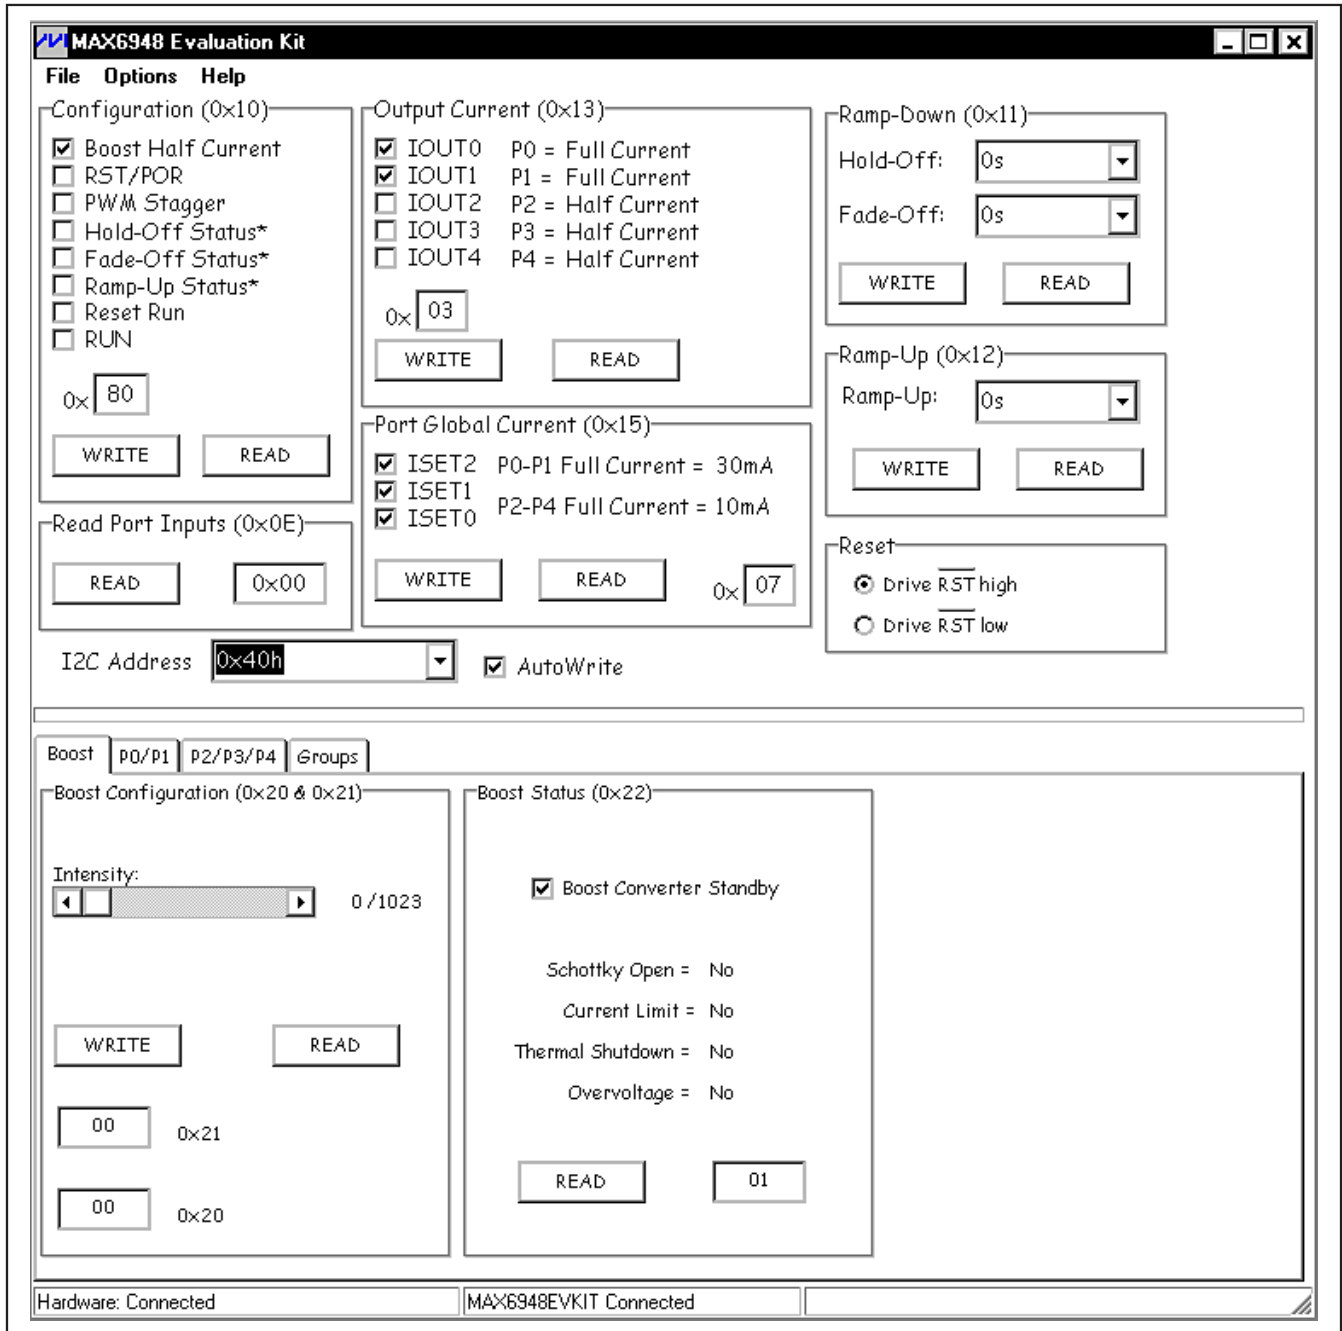 MAX6948 Evaluation Kit
File Options Help
Configuration (0x10)
Boost Half Current
RST/POR
PWM Stagger
Hold-Off Status*
Fade-Off Status*
Ramp-Up Status*
Reset Run
RUN
0x 80
WRITE READ
Read Port Inputs (0x0E)
READ 0x00
Output Current (0x13)
IOUT0 P0 = Full Current
IOUT1 P1 = Full Current
IOUT2 P2 = Half Current
IOUT3 P3 = Half Current
IOUT4 P4 = Half Current
0x 03
WRITE READ
Port Global Current (0x15)
ISET2 P0-P1 Full Current = 30mA
ISET1
P2-P4 Full Current = 10mA
ISET0
WRITE READ 0x 07
Ramp-Down (0x11)
Hold-Off: 0s
Fade-Off: 0s
WRITE READ
Ramp-Up (0x12)
Ramp-Up: 0s
WRITE READ
Reset
Drive RST high
Drive RST low
I2C Address 0x40h AutoWrite
Boost P0/P1 P2/P3/P4 Groups
Boost Configuration (0x20 & 0x21)
Intensity:
0 /1023
WRITE READ
00 0x21
00 0x20
Boost Status (0x22)
Boost Converter Standby
Schottky Open = No
Current Limit = No
Thermal Shutdown = No
Overvoltage = No
READ 01
Hardware: Connected MAX6948EVKIT Connected